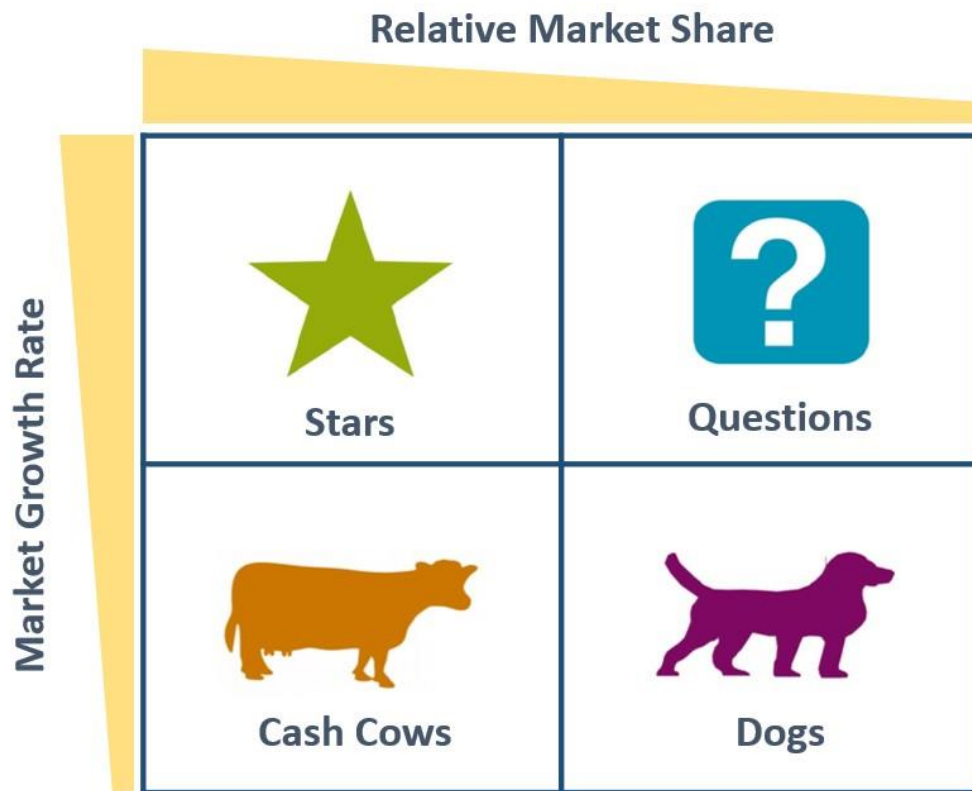 Relative Market Share
Market Growth Rate
?
Stars
Questions
Cash Cows
Dogs